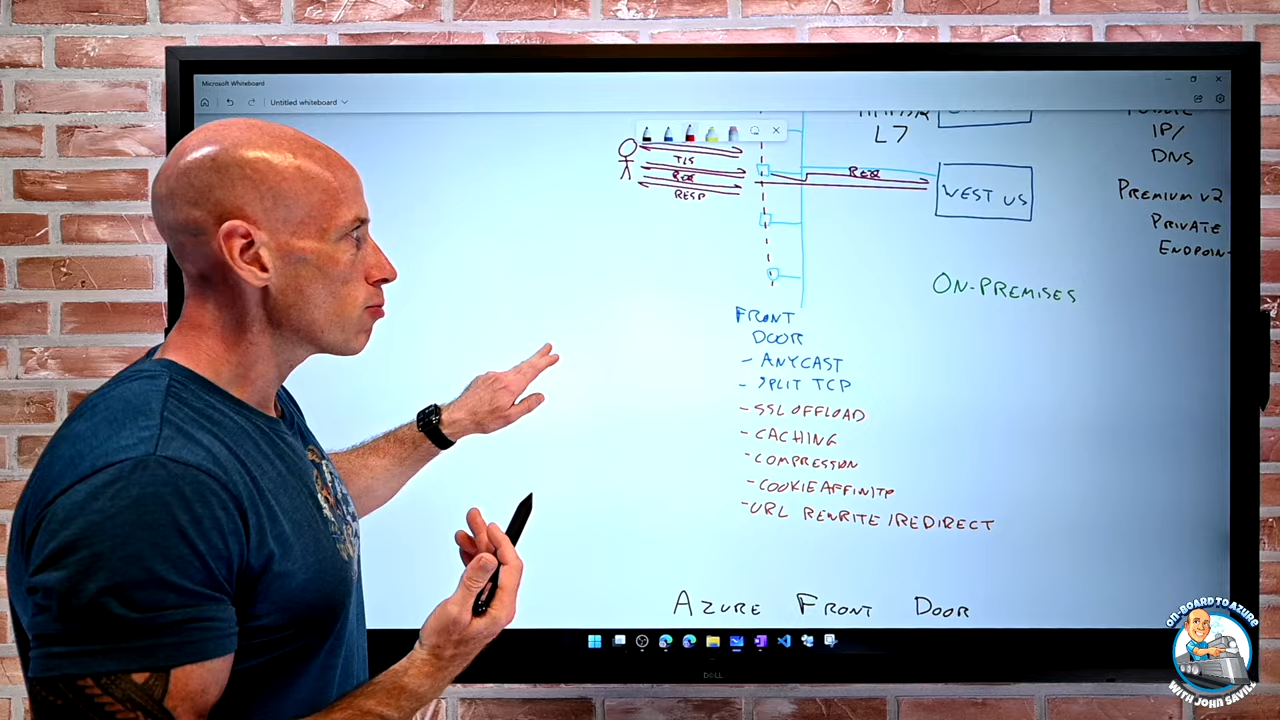 Microsoft Whiteboard
Untitled whiteboard
L7
IP/
DNS
TLS
REQ
RESP
REQ
WEST US
PREMIUM V2
PRIVATE
ENDPOIN
ON-PREMISES
FRONT
DOOR
- ANYCAST
- SPLIT TCP
- SSL OFFLOAD
- CACHING
- COMPRESSION
- COOKIE AFFINITY
- URL REWRITE/REDIRECT
AZURE FRONT DOOR
DELL
ON-BOARD TO AZURE
WITH JOHN SAVILL